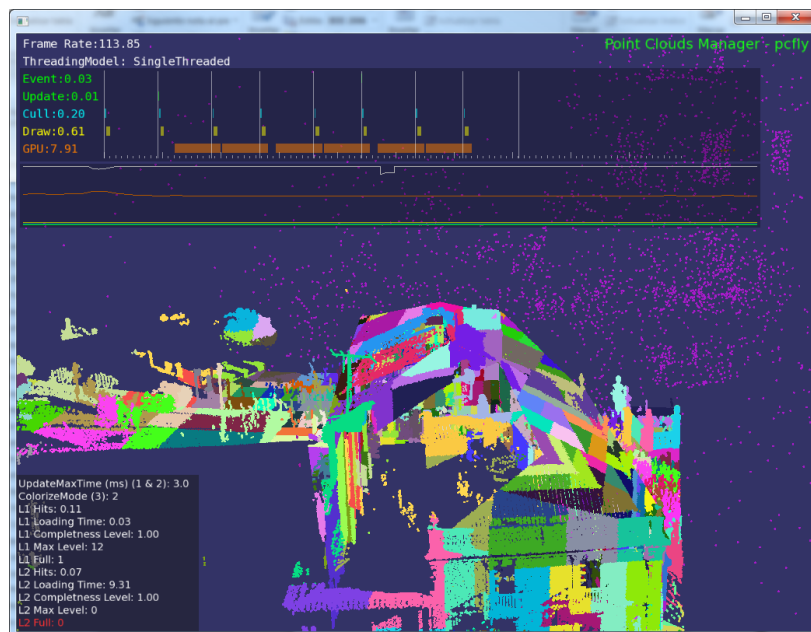 Frame Rate:113.85
Point Clouds Manager - pcfly
ThreadingModel: SingleThreaded
Event:0.03
Update:0.01
Cull:0.20
Draw:0.61
GPU:7.91
UpdateMaxTime (ms) (1 & 2): 3.0
ColorizeMode (3): 2
L1 Hits: 0.11
L1 Loading Time: 0.03
L1 Completness Level: 1.00
L1 Max Level: 12
L1 Full: 1
L2 Hits: 0.07
L2 Loading Time: 9.31
L2 Completness Level: 1.00
L2 Max Level: 0
L2 Full: 0